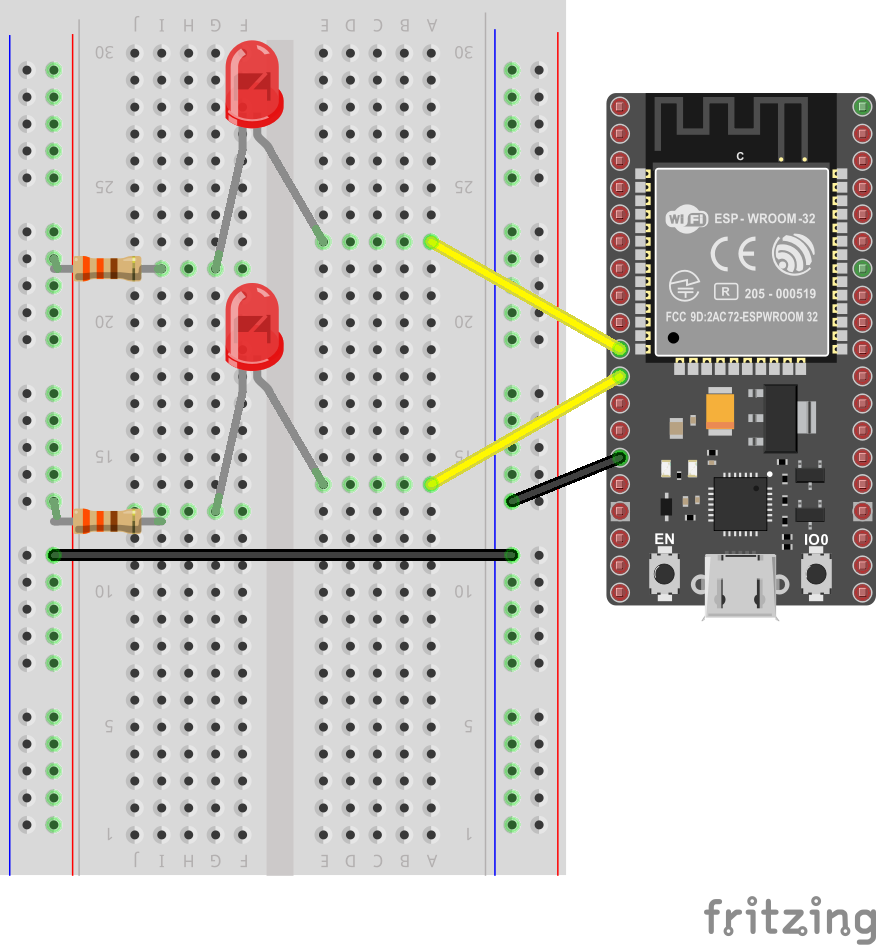 J I H G F E D C B A
30 30
25 25
20 20
15 15
10 10
5 5
1 1
J I H G F E D C B A
C
WiFi ESP - WROOM -32
CE
R 205 - 000519
FCC 9D:2AC72-ESPWROOM 32
EN IO0
fritzing